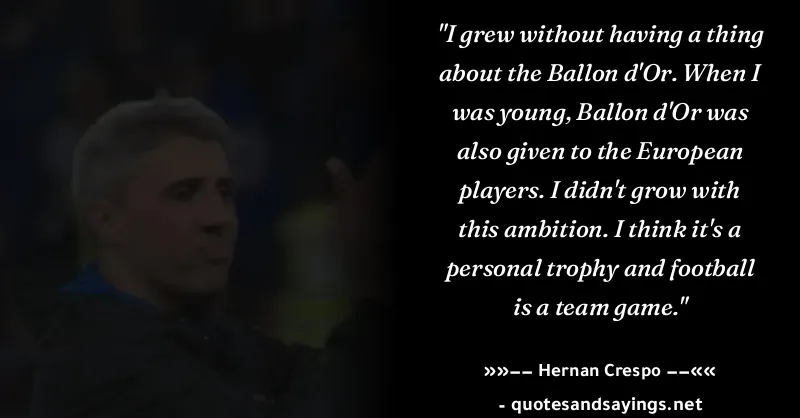 "I grew without having a thing
about the Ballon d'Or. When I
was young, Ballon d'Or was
also given to the European
players. I didn't grow with
this ambition. I think it's a
personal trophy and football
is a team game."
»»−− Hernan Crespo −−««
- quotesandsayings.net